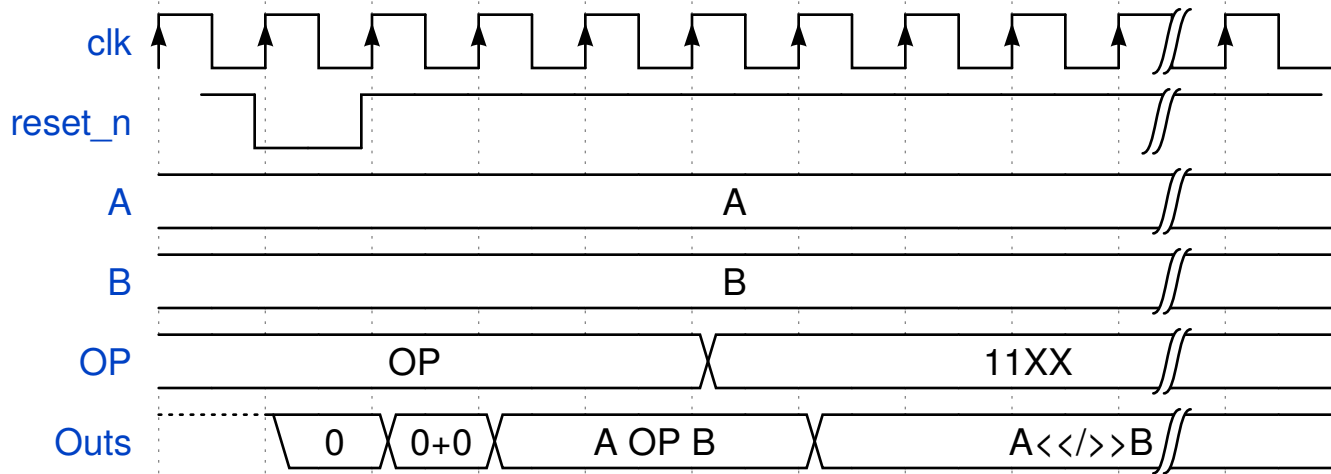 clk
reset_n
A A
B B
OP OP 11XX
Outs 0 0+0 A OP B A<</>>B